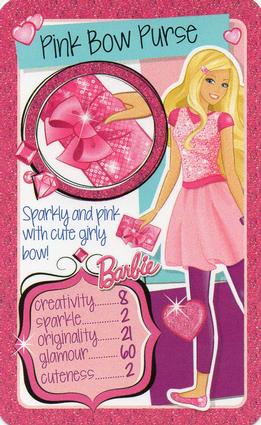 Pink Bow Purse
Sparkly and pink
with cute girly
bow!
Barbie
creativity........8
sparkle............2
originality......21
glamour......60
cuteness........2